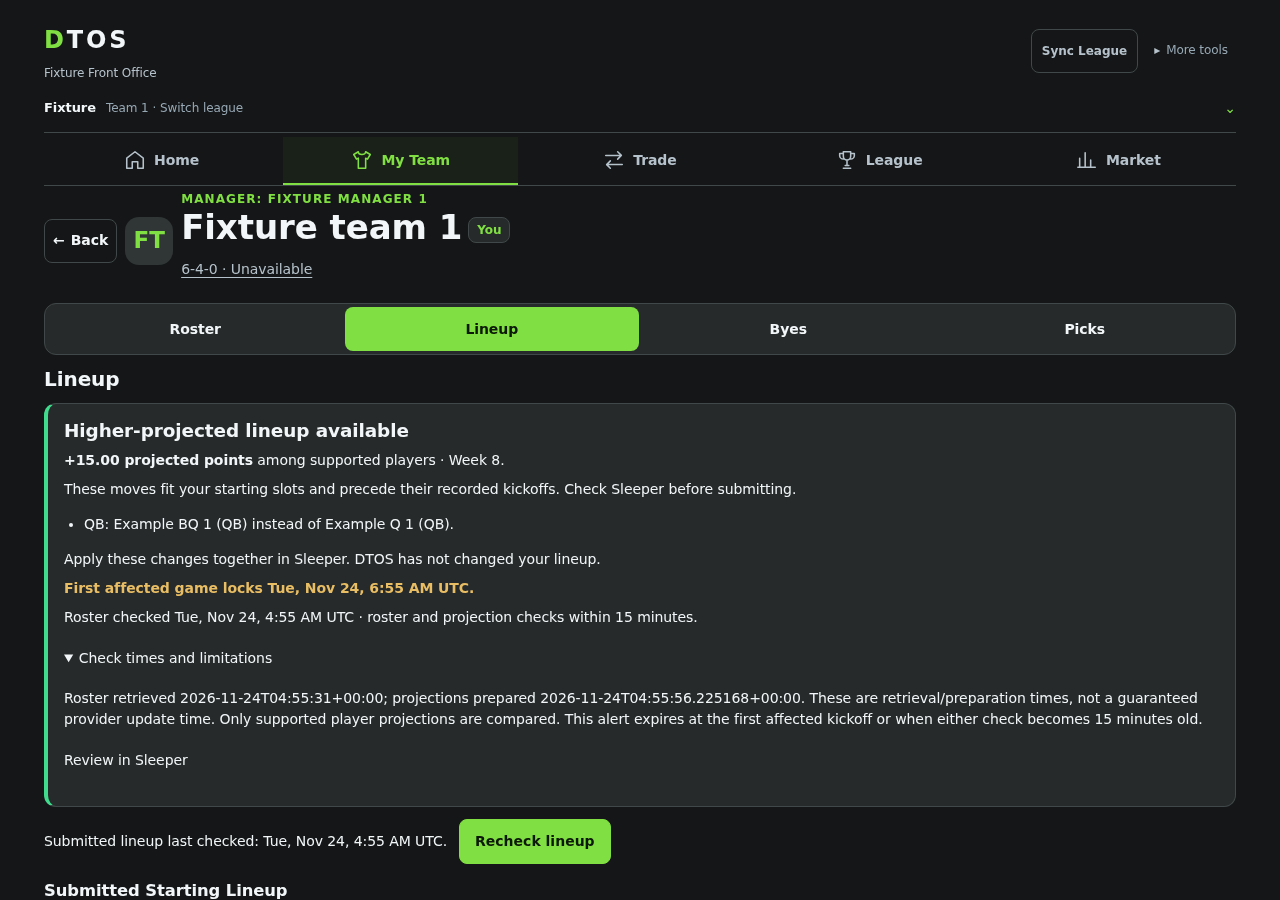 DTOS
Fixture Front Office
Sync League
▸ More tools
Fixture Team 1 · Switch league
Home
My Team
Trade
League
Market
MANAGER: FIXTURE MANAGER 1
← Back
FT
Fixture team 1 You
6-4-0 · Unavailable
Roster
Lineup
Byes
Picks
Lineup
Higher-projected lineup available
+15.00 projected points among supported players · Week 8.
These moves fit your starting slots and precede their recorded kickoffs. Check Sleeper before submitting.
• QB: Example BQ 1 (QB) instead of Example Q 1 (QB).
Apply these changes together in Sleeper. DTOS has not changed your lineup.
First affected game locks Tue, Nov 24, 6:55 AM UTC.
Roster checked Tue, Nov 24, 4:55 AM UTC · roster and projection checks within 15 minutes.
▼ Check times and limitations
Roster retrieved 2026-11-24T04:55:31+00:00; projections prepared 2026-11-24T04:55:56.225168+00:00. These are retrieval/preparation times, not a guaranteed
provider update time. Only supported player projections are compared. This alert expires at the first affected kickoff or when either check becomes 15 minutes old.
Review in Sleeper
Submitted lineup last checked: Tue, Nov 24, 4:55 AM UTC.
Recheck lineup
Submitted Starting Lineup